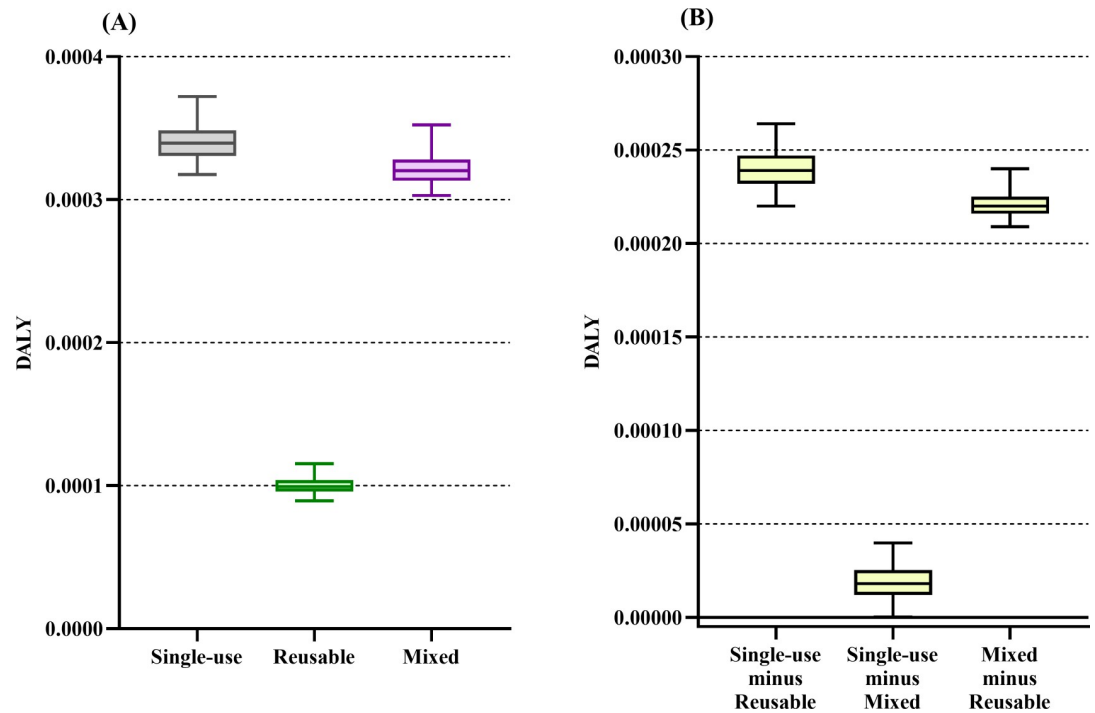 (A)
DALY
0.0004
0.0003
0.0002
0.0001
0.0000
Single-use
Reusable
Mixed
(B)
DALY
0.00030
0.00025
0.00020
0.00015
0.00010
0.00005
0.00000
Single-use
minus
Reusable
Single-use
minus
Mixed
Mixed
minus
Reusable